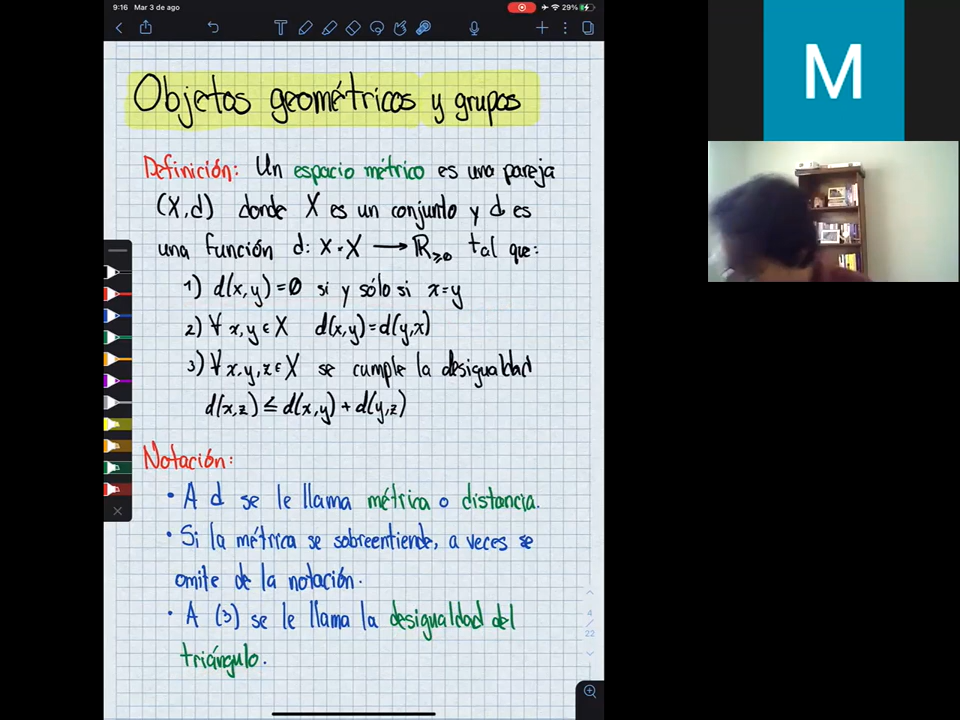 9:16 Mar 3 de ago
29%
Objetos geométricos y grupos
Definición: Un espacio métrico es una pareja
(X,d) donde X es un conjunto y d es
una función d: X×X → ℝ≥0 tal que:
1) d(x,y)=0 si y sólo si x=y
2) ∀ x,y ∈ X d(x,y)=d(y,x)
3) ∀ x,y,z ∈ X se cumple la desigualdad
d(x,z) ≤ d(x,y) + d(y,z)
Notación:
• A d se le llama métrica o distancia.
• Si la métrica se sobreentiende, a veces se
omite de la notación.
• A (3) se le llama la desigualdad del
triángulo.
4
/
22
M